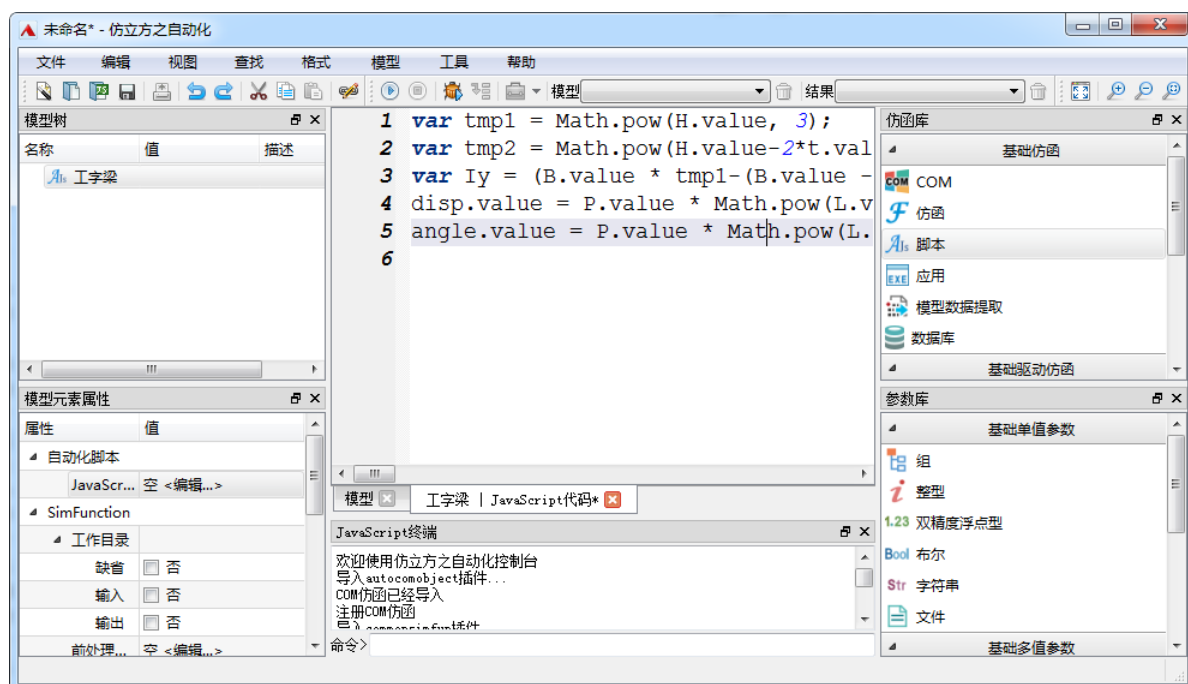 未命名* - 仿立方之自动化
文件 编辑 视图 查找 格式 模型 工具 帮助
模型 结果
模型树
名称 值 描述
AJs 工字梁
模型元素属性
属性 值
自动化脚本
JavaScr... 空 <编辑...>
SimFunction
工作目录
缺省 否
输入 否
输出 否
前处理... 空 <编辑...>
1 var tmp1 = Math.pow(H.value, 3);
2 var tmp2 = Math.pow(H.value-2*t.val
3 var Iy = (B.value * tmp1-(B.value -
4 disp.value = P.value * Math.pow(L.v
5 angle.value = P.value * Math.pow(L.
6
模型 工字梁 | JavaScript代码*
JavaScript终端
欢迎使用仿立方之自动化控制台
导入autocomobject插件...
COM仿函已经导入
注册COM仿函
命令>
仿函库
基础仿函
COM COM
仿函
AJs 脚本
EXE 应用
模型数据提取
数据库
基础驱动仿函
参数库
基础单值参数
组
i 整型
1.23 双精度浮点型
Bool 布尔
Str 字符串
文件
基础多值参数